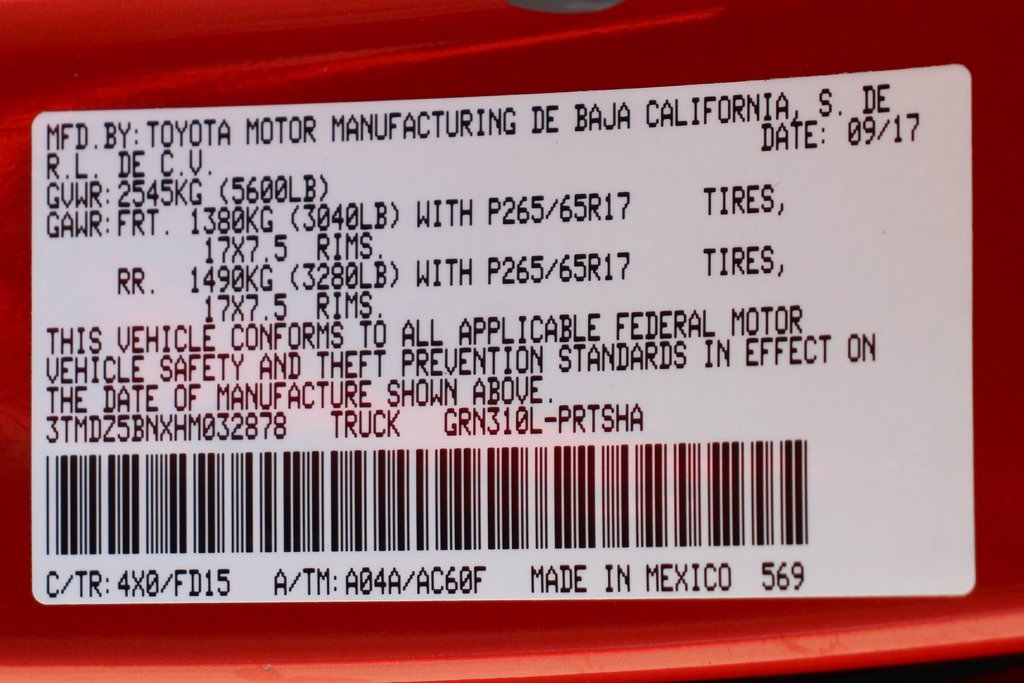 MFD.BY: TOYOTA MOTOR MANUFACTURING DE BAJA CALIFORNIA, S. DE
R.L. DE C.V. DATE: 09/17
GVWR: 2545KG (5600LB)
GAWR: FRT. 1380KG (3040LB) WITH P265/65R17 TIRES,
17X7.5 RIMS.
RR. 1490KG (3280LB) WITH P265/65R17 TIRES,
17X7.5 RIMS.
THIS VEHICLE CONFORMS TO ALL APPLICABLE FEDERAL MOTOR
VEHICLE SAFETY AND THEFT PREVENTION STANDARDS IN EFFECT ON
THE DATE OF MANUFACTURE SHOWN ABOVE.
3TMDZ5BNXHM032878 TRUCK GRN310L-PRTSHA
C/TR: 4X0/FD15 A/TM: A04A/AC60F MADE IN MEXICO 569